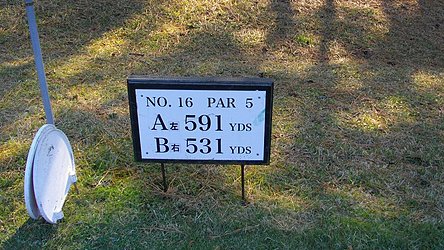 NO. 16 PAR 5
A左 591 YDS
B右 531 YDS